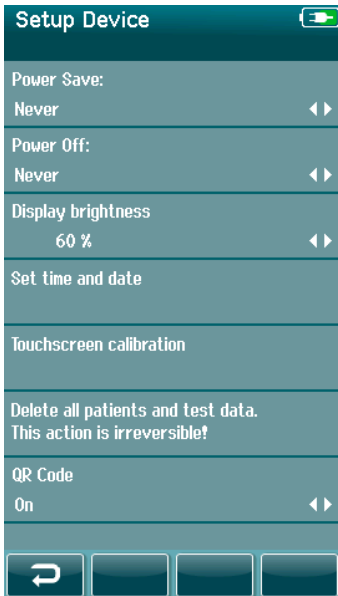 Setup Device
Power Save:
Never
Power Off:
Never
Display brightness
60 %
Set time and date
Touchscreen calibration
Delete all patients and test data.
This action is irreversible!
QR Code
On